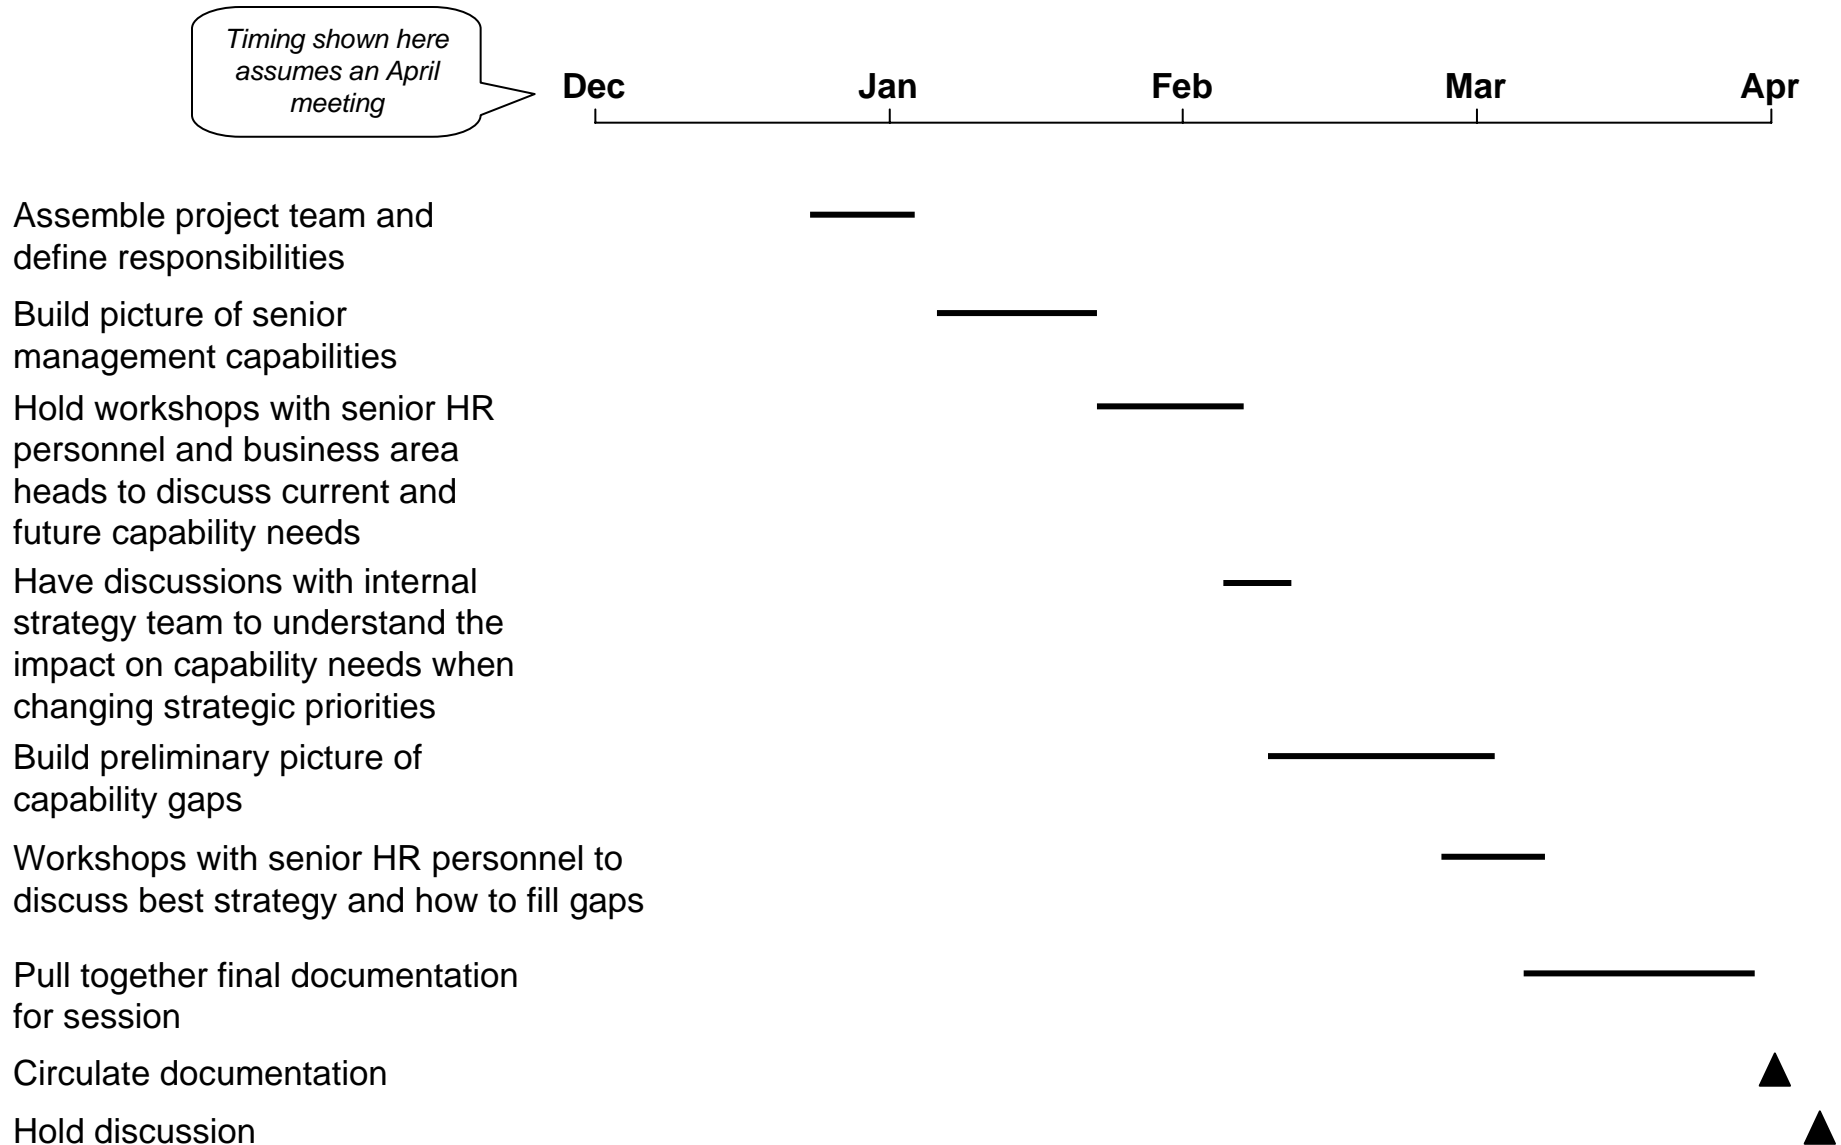 Timing shown here
assumes an April
meeting
Dec Jan Feb Mar Apr
Assemble project team and
define responsibilities
Build picture of senior
management capabilities
Hold workshops with senior HR
personnel and business area
heads to discuss current and
future capability needs
Have discussions with internal
strategy team to understand the
impact on capability needs when
changing strategic priorities
Build preliminary picture of
capability gaps
Workshops with senior HR personnel to
discuss best strategy and how to fill gaps
Pull together final documentation
for session
Circulate documentation
Hold discussion